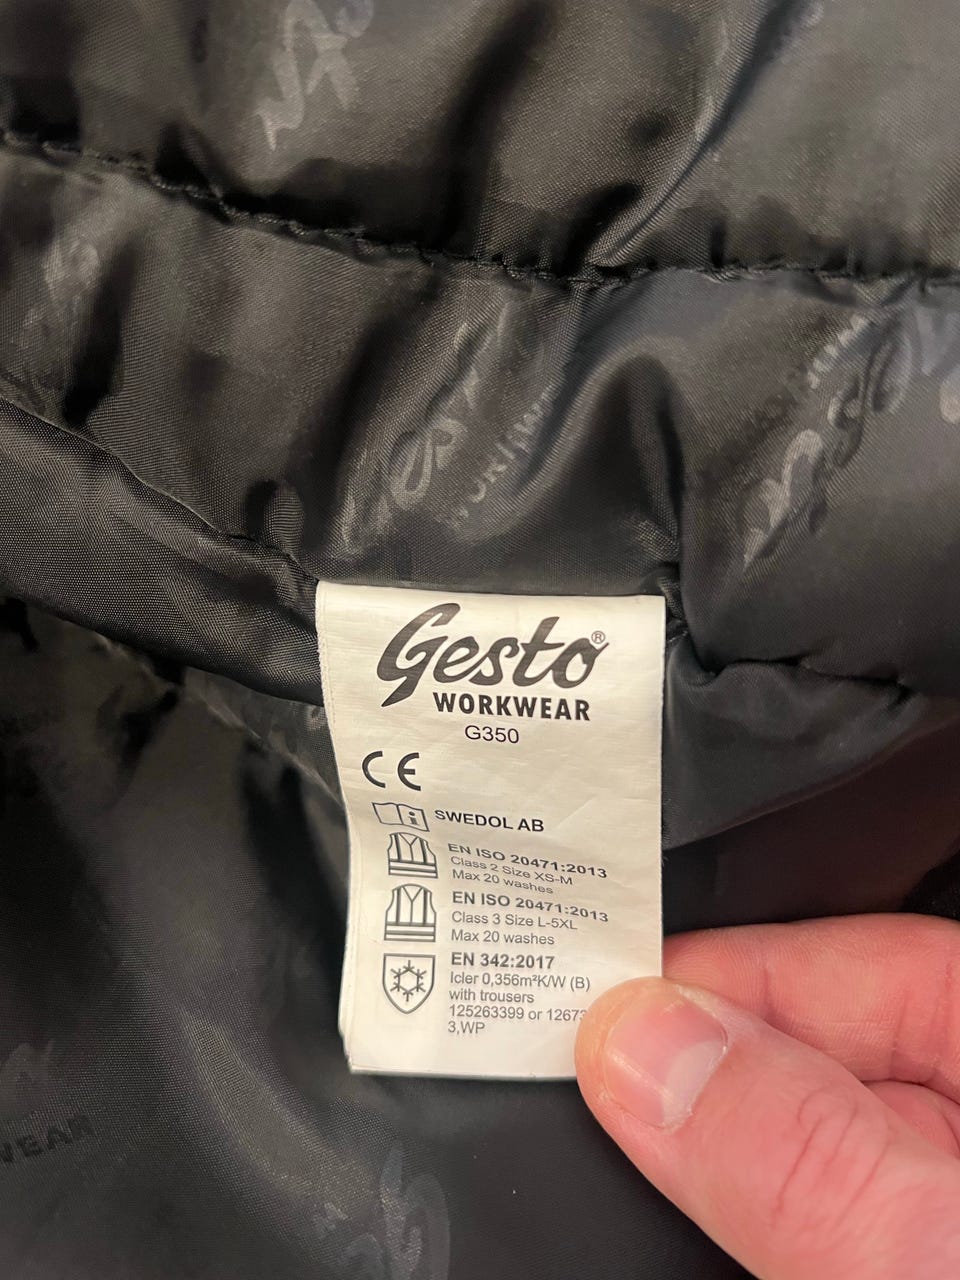 Gesto®
WORKWEAR
G350
CE
SWEDOL AB
EN ISO 20471:2013
Class 2 Size XS-M
Max 20 washes
EN ISO 20471:2013
Class 3 Size L-5XL
Max 20 washes
EN 342:2017
Icler 0,356m²K/W (B)
with trousers
125263399 or 12673
3,WP
WEAR